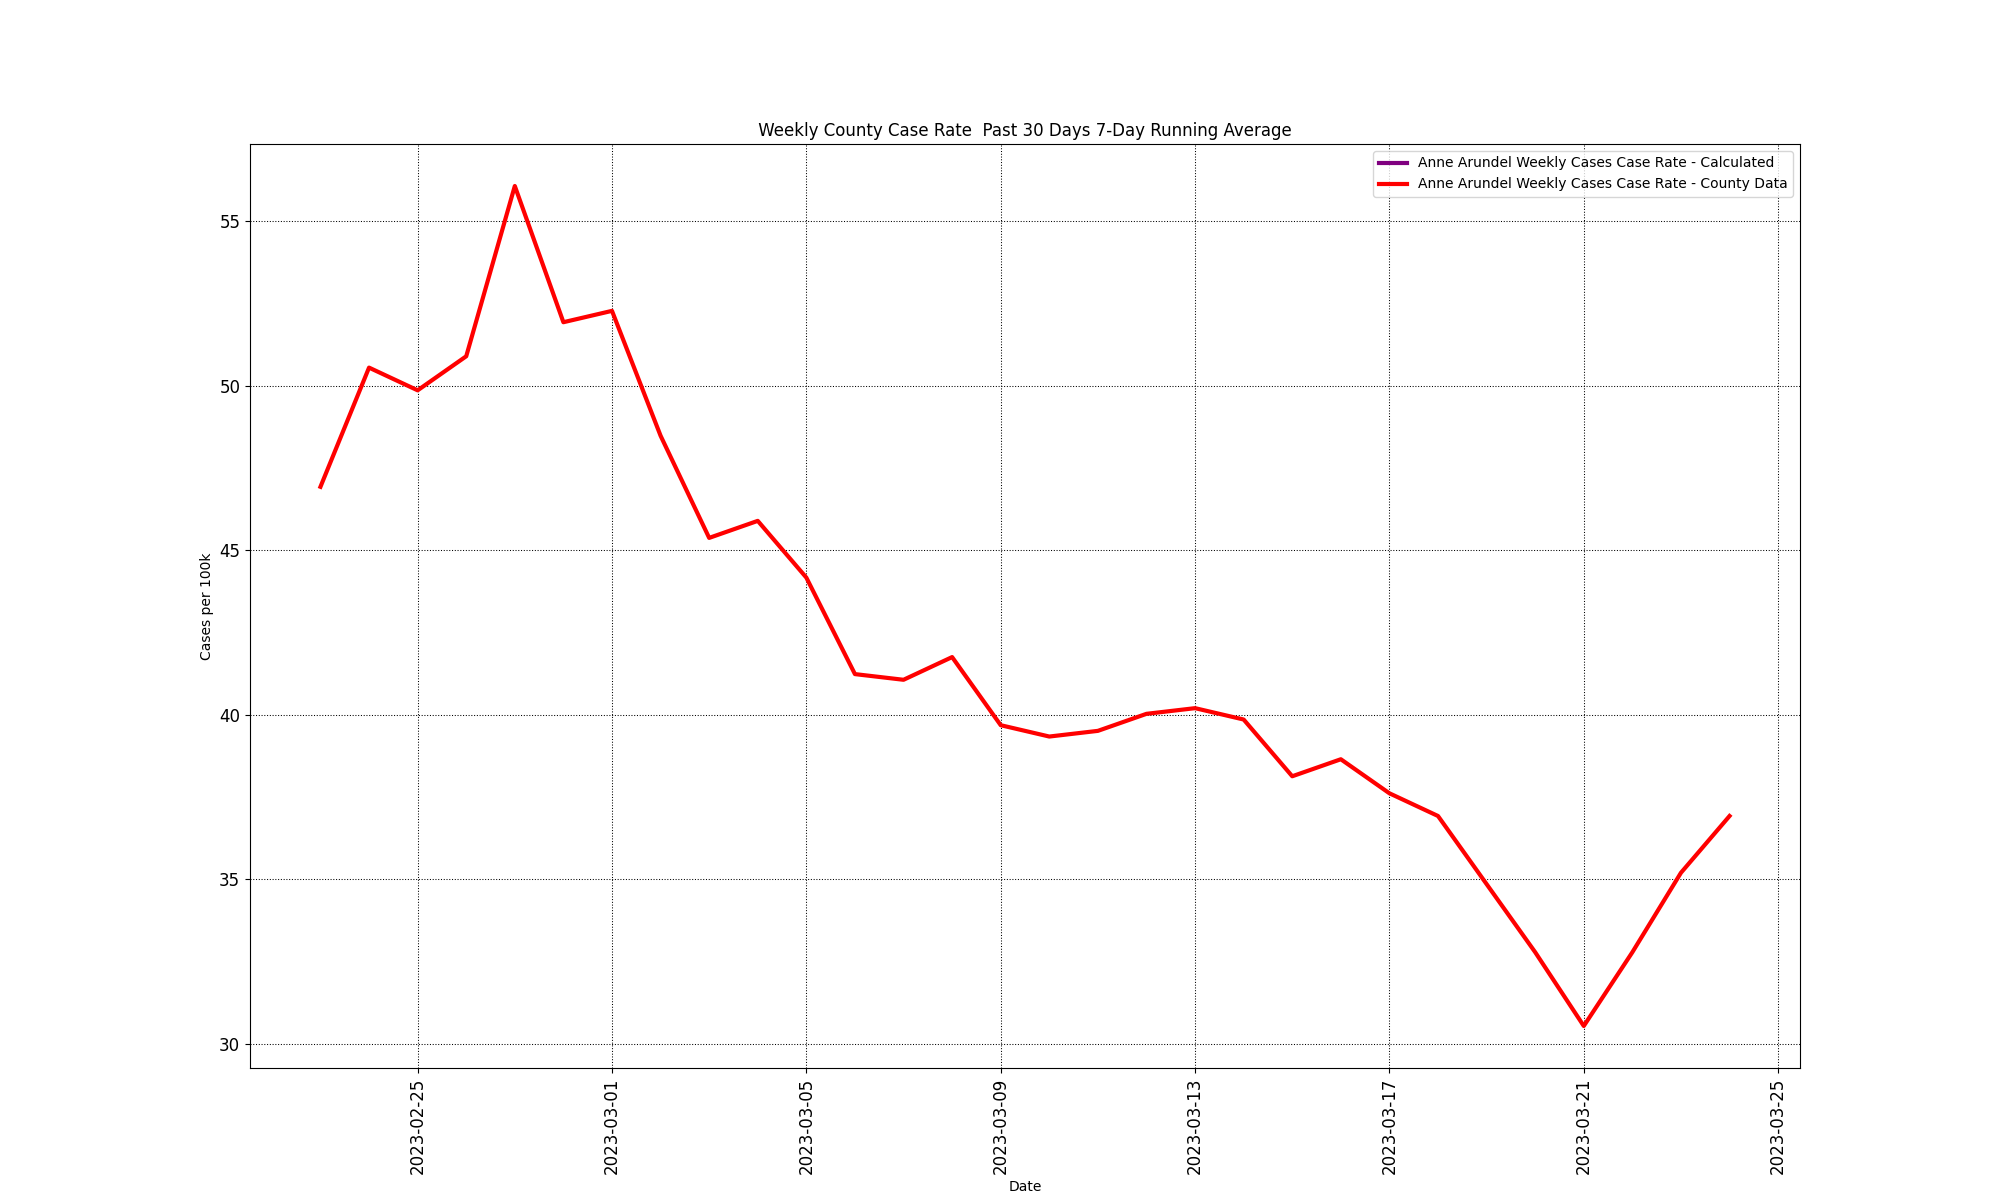 Weekly County Case Rate  Past 30 Days 7-Day Running Average
Anne Arundel Weekly Cases Case Rate - Calculated
Anne Arundel Weekly Cases Case Rate - County Data
55
50
45
40
35
30
Cases per 100k
2023-02-25
2023-03-01
2023-03-05
2023-03-09
2023-03-13
2023-03-17
2023-03-21
2023-03-25
Date